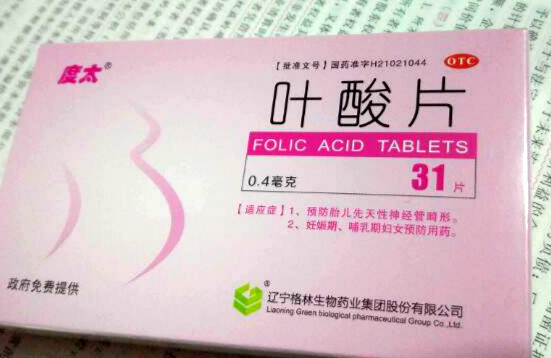 【批准文号】国药准字H21021044
OTC
度太®
叶酸片
FOLIC ACID TABLETS
0.4毫克
31片
【适应症】1、预防胎儿先天性神经管畸形。
2、妊娠期、哺乳期妇女预防用药。
政府免费提供
®
辽宁格林生物药业集团股份有限公司
Liaoning Green biological pharmaceutical Group Co.,Ltd.